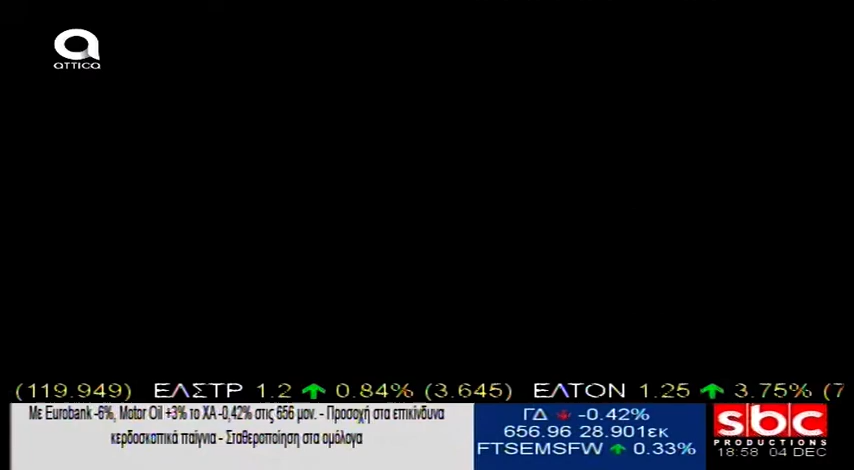 αττιcα
(119.949) ΕΛΣΤΡ 1.2 0.84% (3.645) ΕΛΤΟΝ 1.25 3.75% (7
Με Eurobank -6%, Motor Oil +3% το ΧΑ -0,42% στις 656 μον. - Προσοχή στα επικίνδυνα
κερδοσκοπικά παίγνια - Σταθεροποίηση στα ομόλογα
ΓΔ -0.42%
656.96 28.901εκ
FTSEMSFW 0.33%
sbc
PRODUCTIONS
18:58 04 DEC